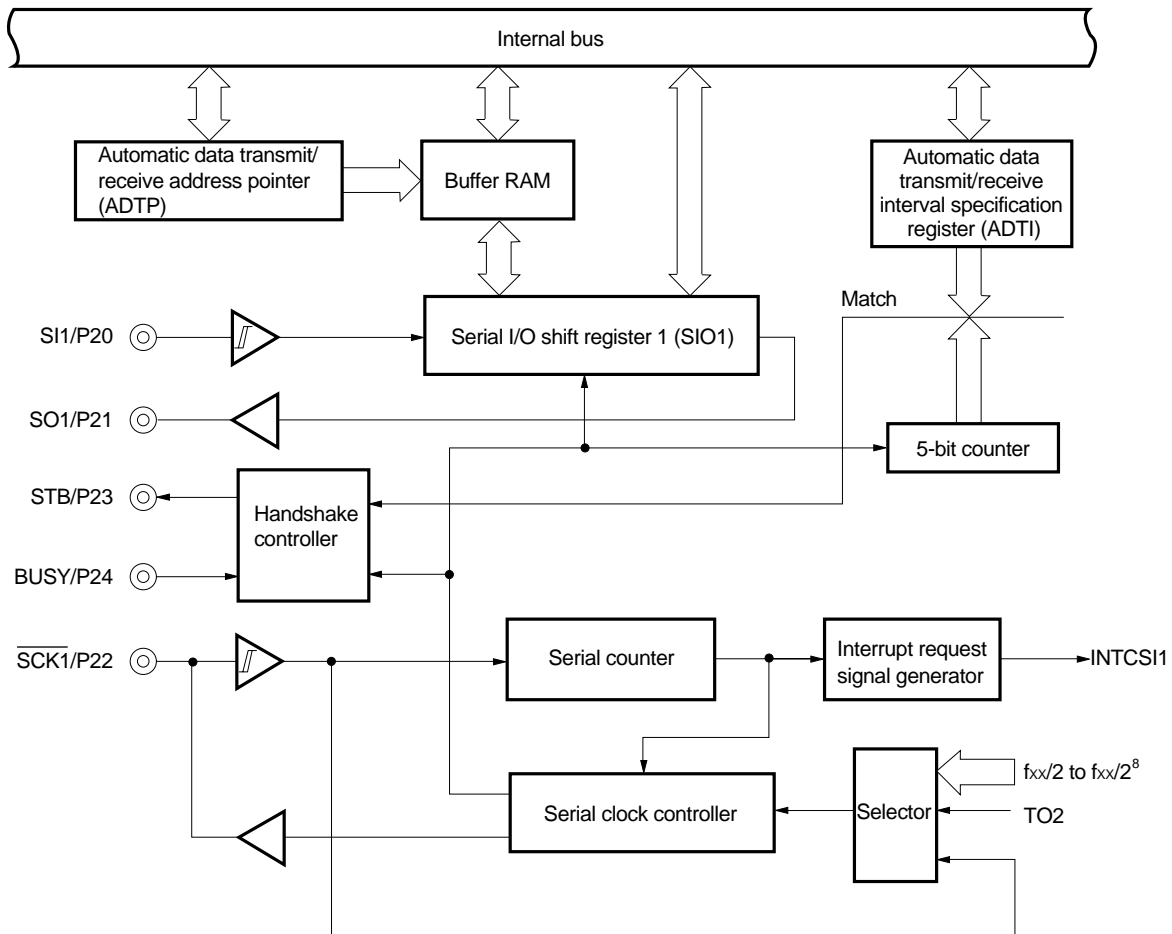 Internal bus
Automatic data transmit/
receive address pointer
(ADTP)
Buffer RAM
Automatic data
transmit/receive
interval specification
register (ADTI)
Match
SI1/P20
Serial I/O shift register 1 (SIO1)
SO1/P21
5-bit counter
STB/P23
Handshake
controller
BUSY/P24
SCK1/P22
Serial counter
Interrupt request
signal generator
INTCSI1
fxx/2 to fxx/2⁸
Serial clock controller
Selector
TO2